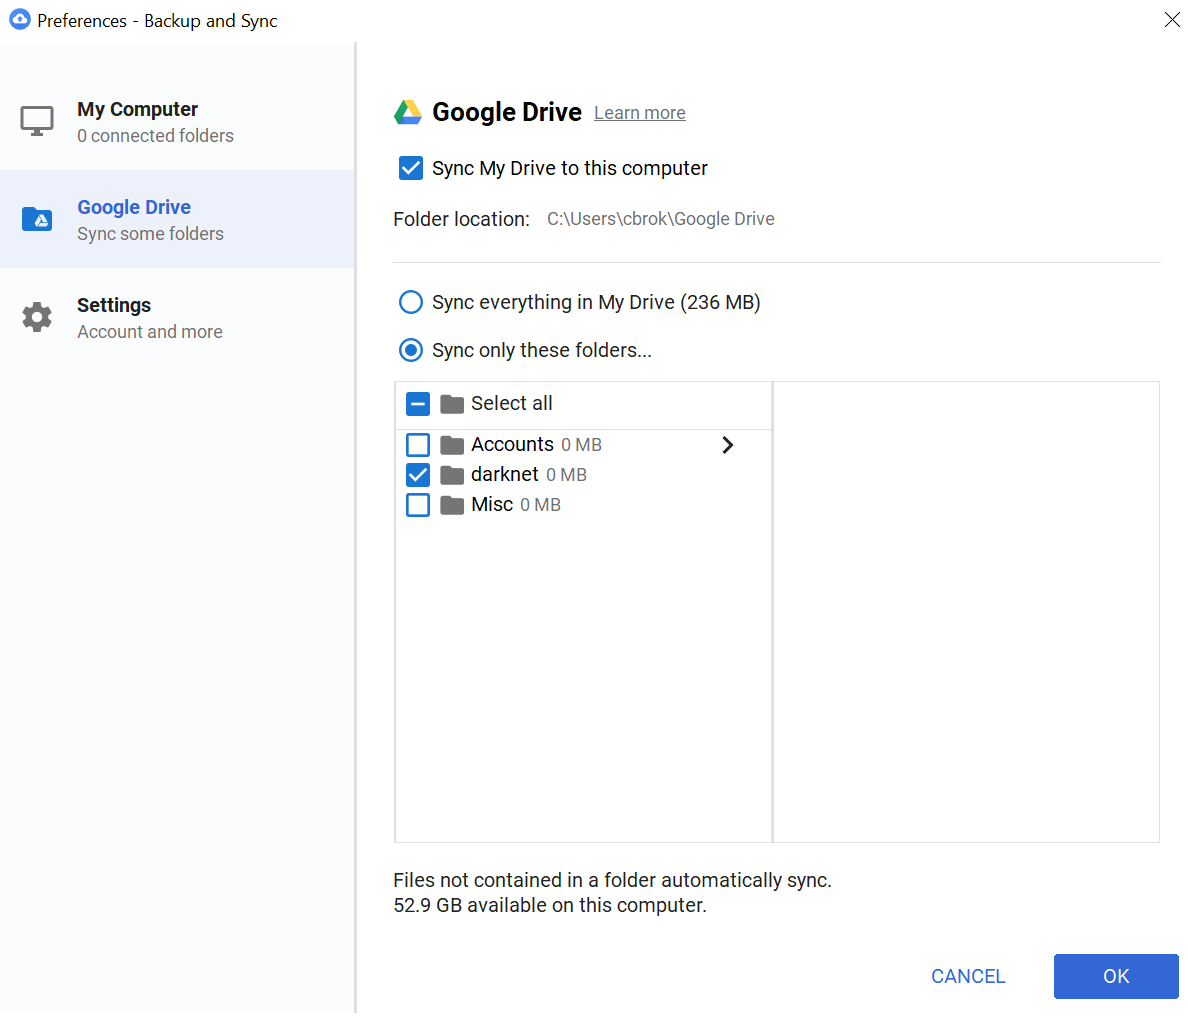 Preferences - Backup and Sync
My Computer
0 connected folders
Google Drive
Sync some folders
Settings
Account and more
Google Drive Learn more
Sync My Drive to this computer
Folder location: C:\Users\cbrok\Google Drive
Sync everything in My Drive (236 MB)
Sync only these folders...
Select all
Accounts 0 MB
darknet 0 MB
Misc 0 MB
Files not contained in a folder automatically sync.
52.9 GB available on this computer.
CANCEL OK